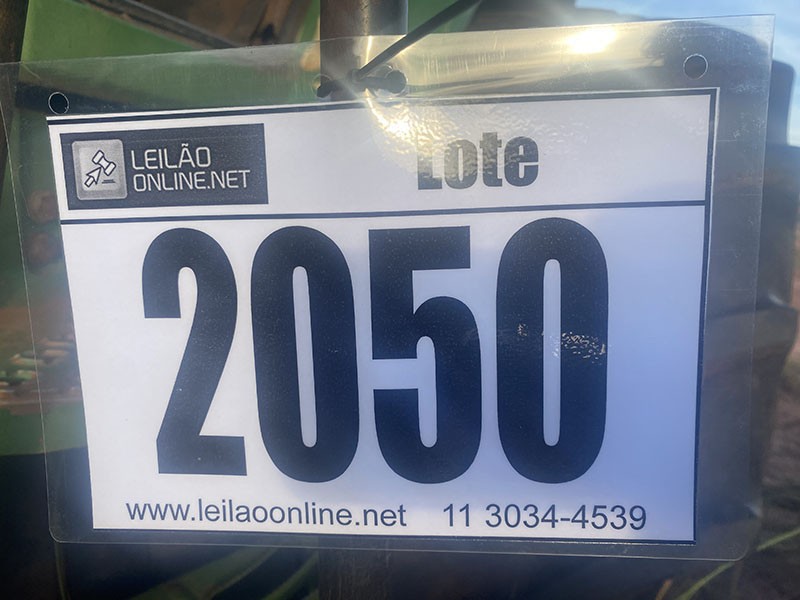 LEILÃO
ONLINE.NET
Lote
2050
www.leilaoonline.net 11 3034-4539